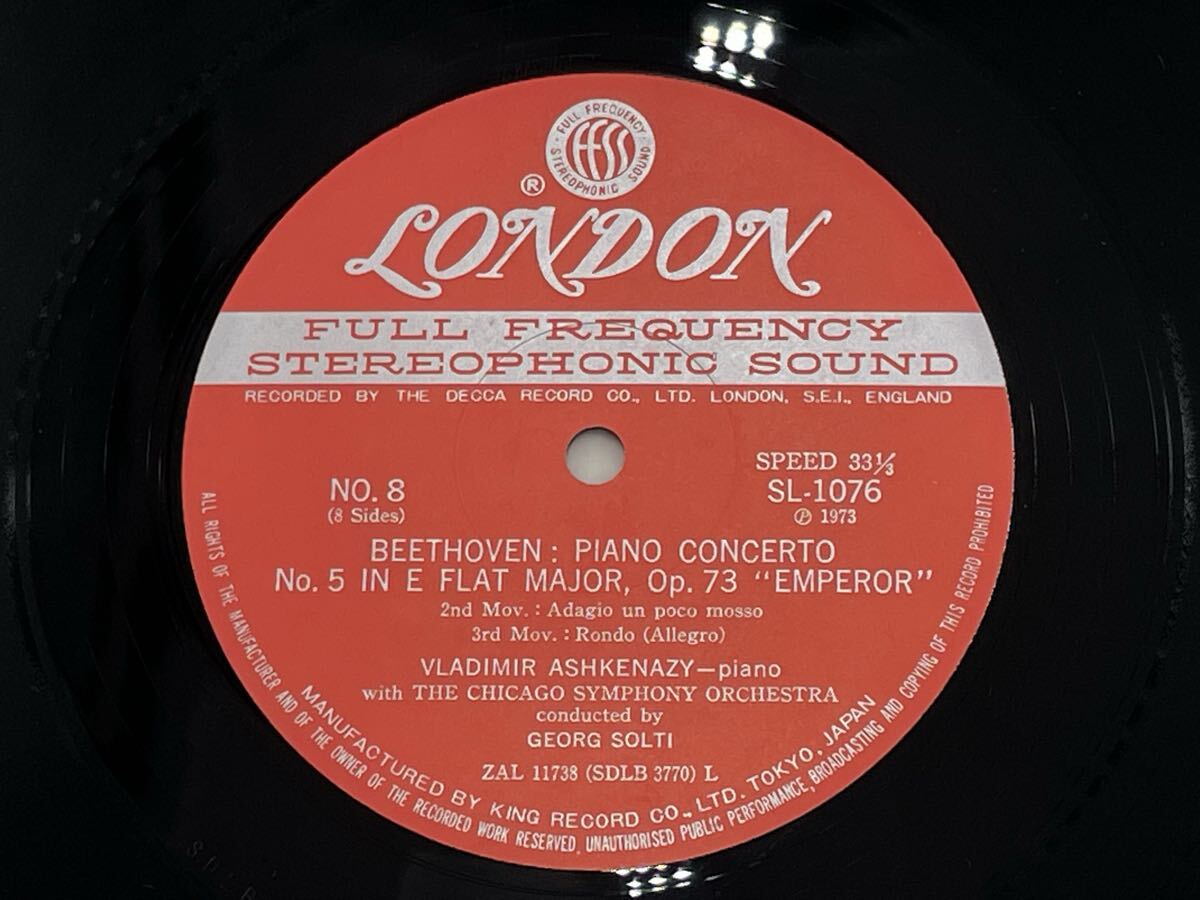 FULL FREQUENCY
STEREOPHONIC SOUND
FFSS
®
LONDON
FULL FREQUENCY
STEREOPHONIC SOUND
RECORDED BY THE DECCA RECORD CO., LTD. LONDON, S.E.I., ENGLAND
SPEED 33⅓
NO. 8
SL-1076
(8 Sides)
Ⓟ 1973
BEETHOVEN : PIANO CONCERTO
No. 5 IN E FLAT MAJOR, Op. 73 "EMPEROR"
2nd Mov. : Adagio un poco mosso
3rd Mov. : Rondo (Allegro)
VLADIMIR ASHKENAZY—piano
with THE CHICAGO SYMPHONY ORCHESTRA
conducted by
GEORG SOLTI
ZAL 11738 (SDLB 3770) L
MANUFACTURED BY KING RECORD CO., LTD. TOKYO, JAPAN
ALL RIGHTS OF THE MANUFACTURER AND OF THE OWNER OF THE RECORDED WORK RESERVED, UNAUTHORISED PUBLIC PERFORMANCE, BROADCASTING AND COPYING OF THIS RECORD PROHIBITED